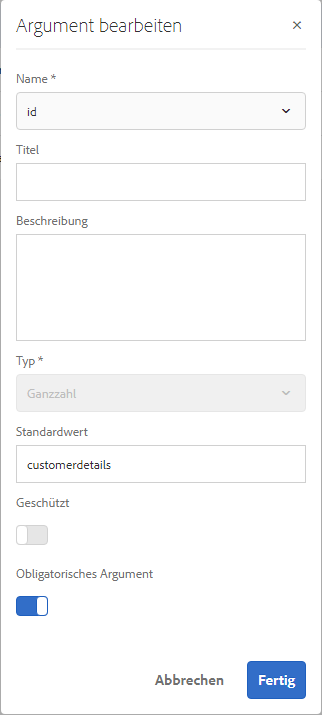 Argument bearbeiten
Name *
id
Titel
Beschreibung
Typ *
Ganzzahl
Standardwert
customerdetails
Geschützt
Obligatorisches Argument
Abbrechen Fertig